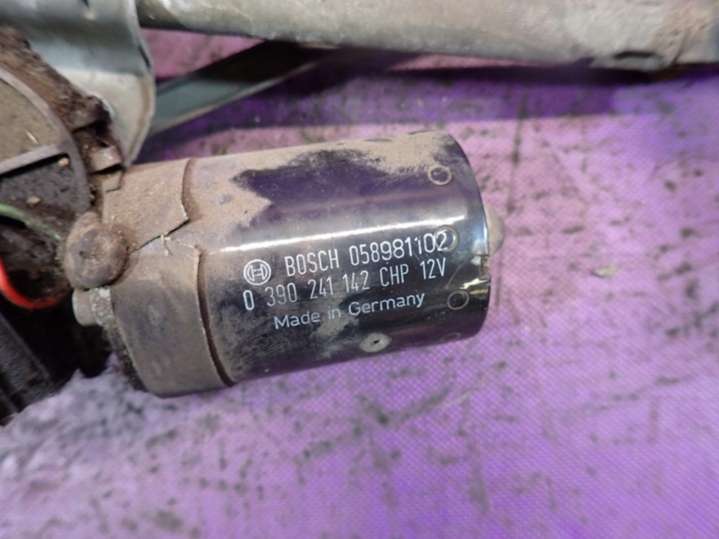 BOSCH 058981102
0 390 241 142 CHP 12V
Made in Germany